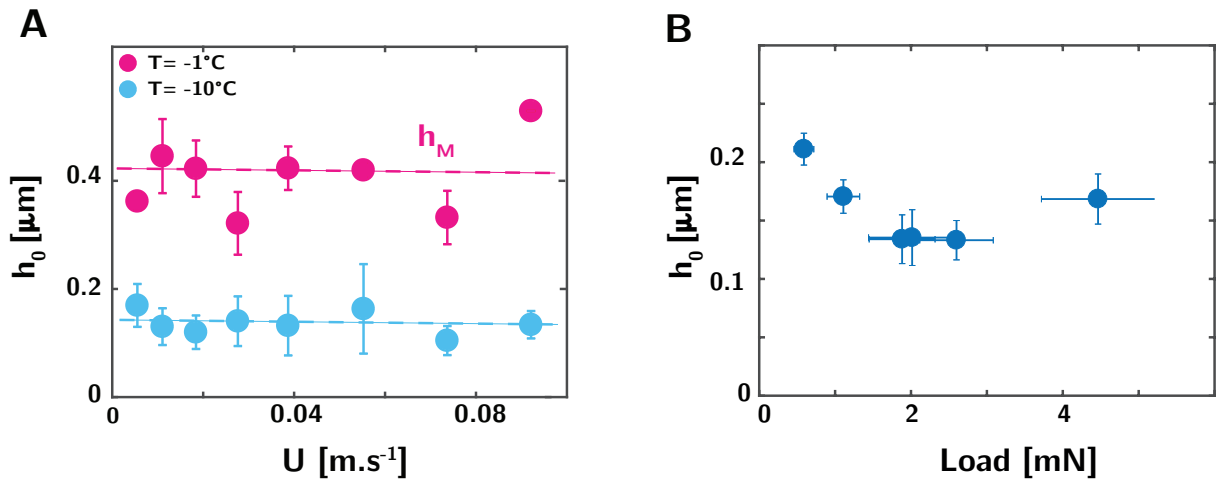 A
T= -1°C
T= -10°C
h_M
0.4
0.2
0
h_0 [μm]
0
0.04
0.08
U [m.s⁻¹]
B
0.2
0.1
0
h_0 [μm]
0
2
4
Load [mN]